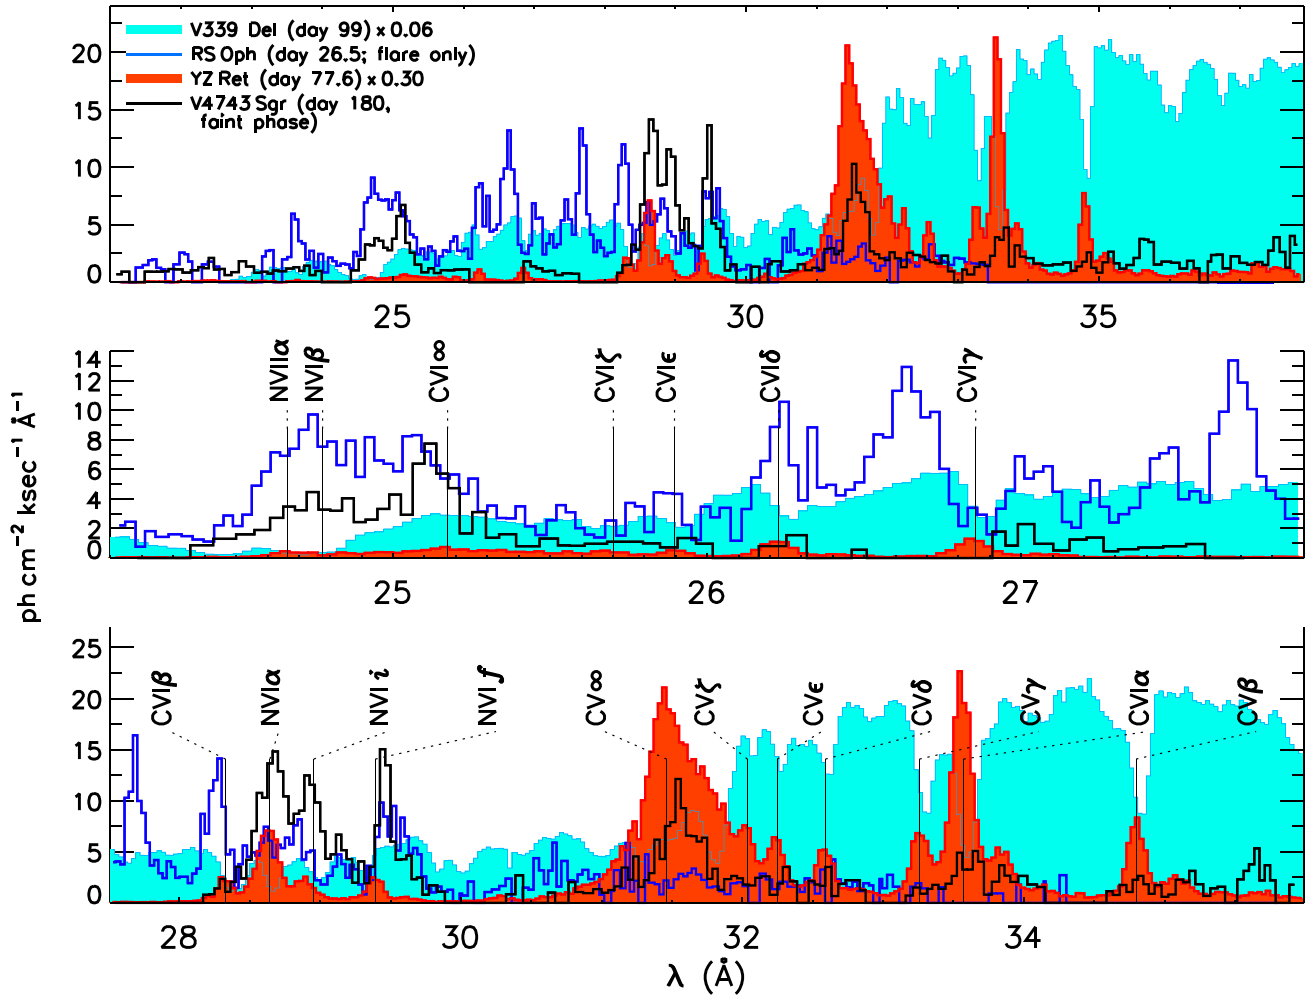 V339 Del (day 99) × 0.06
RS Oph (day 26.5; flare only)
YZ Ret (day 77.6) × 0.30
V4743 Sgr (day 180,
faint phase)
20
15
10
5
0
25 30 35
ph cm⁻² ksec⁻¹ Å⁻¹
14
12
10
8
6
4
2
0
NVIIα NVIβ CVI∞ CVIζ CVIϵ CVIδ CVIγ
25 26 27
25
20
15
10
5
0
CVIβ NVIα NVI i NVI f CV∞ CVζ CVϵ CVδ CVγ CVIα CVβ
28 30 32 34
λ (Å)